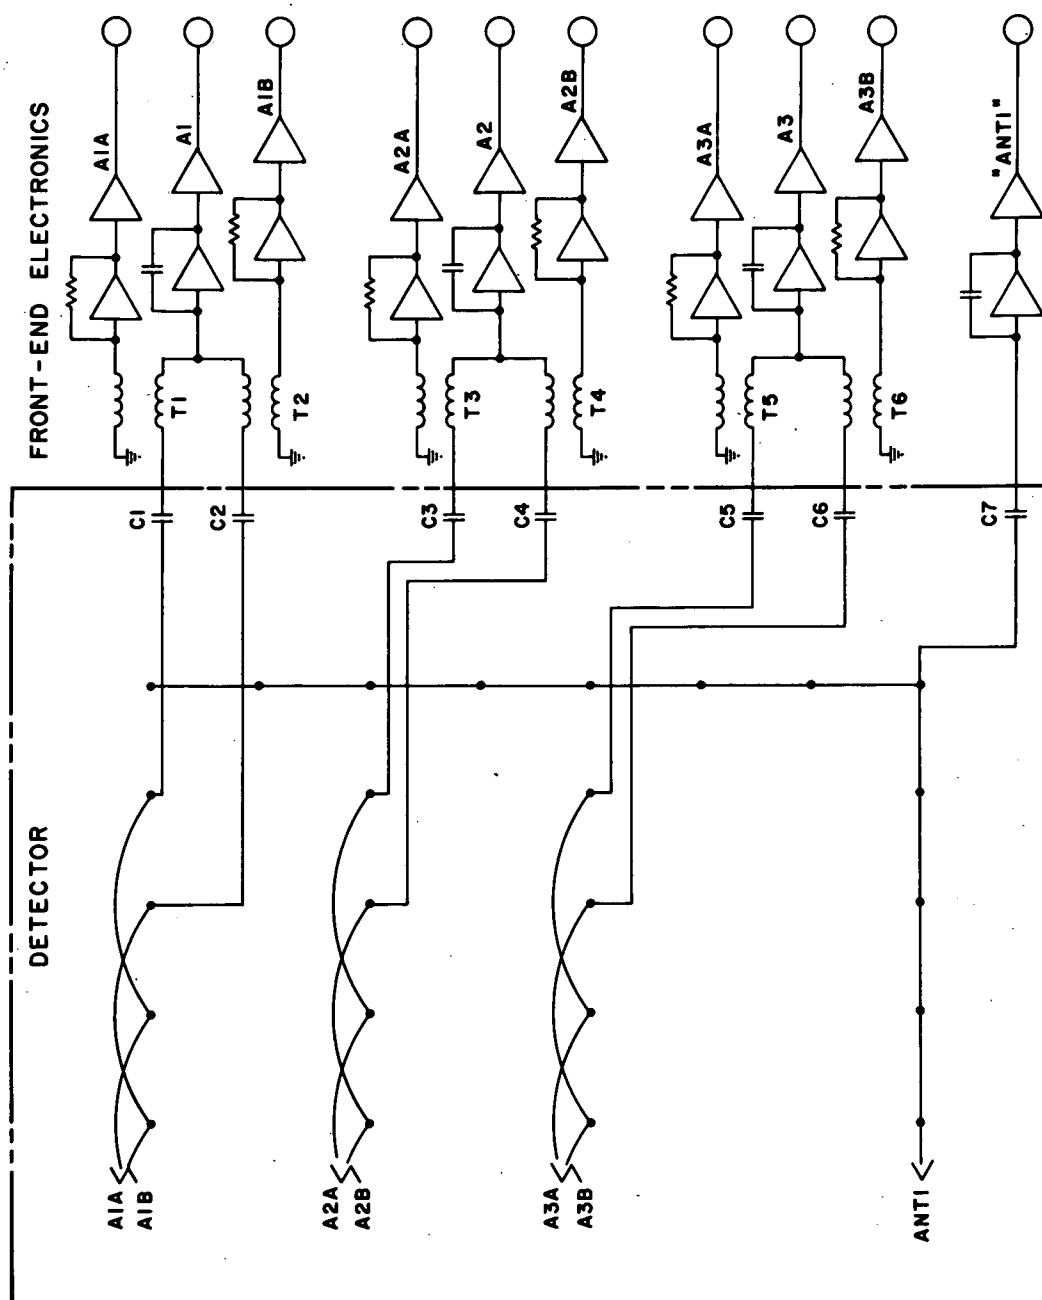 FRONT-END ELECTRONICS
A1A
A1
A1B
A2A
A2
A2B
A3A
A3
A3B
"ANTI"
T1
T2
T3
T4
T5
T6
C1
C2
C3
C4
C5
C6
C7
DETECTOR
A1A
A1B
A2A
A2B
A3A
A3B
ANTI